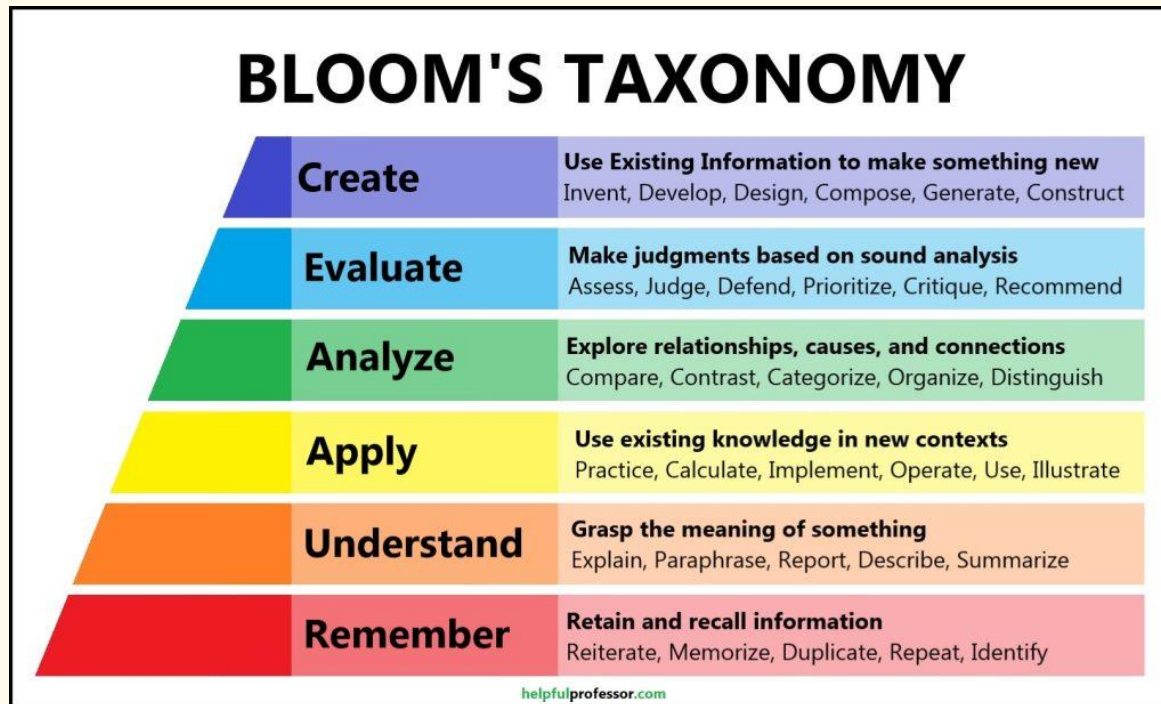 BLOOM'S TAXONOMY
Create
Use Existing Information to make something new
Invent, Develop, Design, Compose, Generate, Construct
Evaluate
Make judgments based on sound analysis
Assess, Judge, Defend, Prioritize, Critique, Recommend
Analyze
Explore relationships, causes, and connections
Compare, Contrast, Categorize, Organize, Distinguish
Apply
Use existing knowledge in new contexts
Practice, Calculate, Implement, Operate, Use, Illustrate
Understand
Grasp the meaning of something
Explain, Paraphrase, Report, Describe, Summarize
Remember
Retain and recall information
Reiterate, Memorize, Duplicate, Repeat, Identify
helpfulprofessor.com